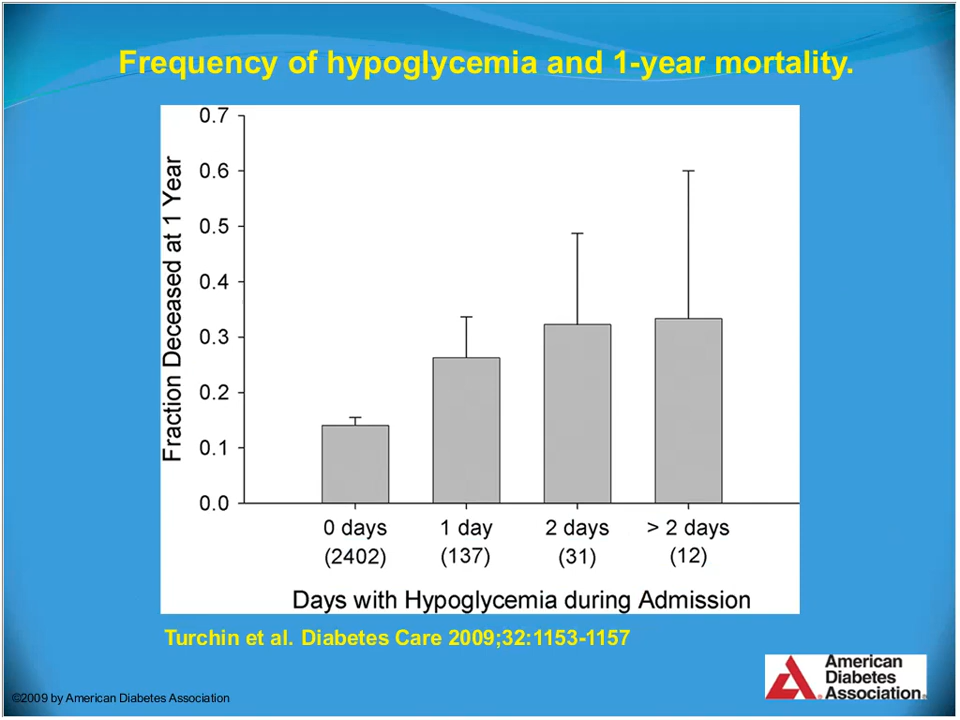 Frequency of hypoglycemia and 1-year mortality.
Fraction Deceased at 1 Year
0.7
0.6
0.5
0.4
0.3
0.2
0.1
0.0
0 days 1 day 2 days > 2 days
(2402) (137) (31) (12)
Days with Hypoglycemia during Admission
Turchin et al. Diabetes Care 2009;32:1153-1157
American
Diabetes
Association®
©2009 by American Diabetes Association